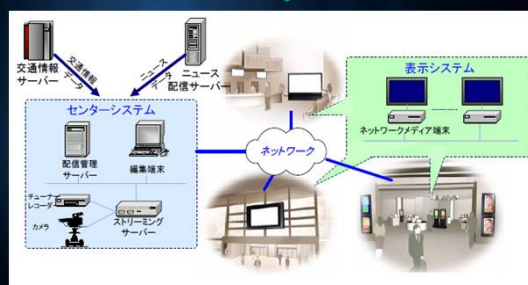 交通情報
サーバー
交通情報
データ
ニュース
データ
ニュース
配信サーバー
センターシステム
配信管理
サーバー
編集端末
チューナー
レコーダー
カメラ
ストリーミング
サーバー
ネットワーク
表示システム
ネットワークメディア端末